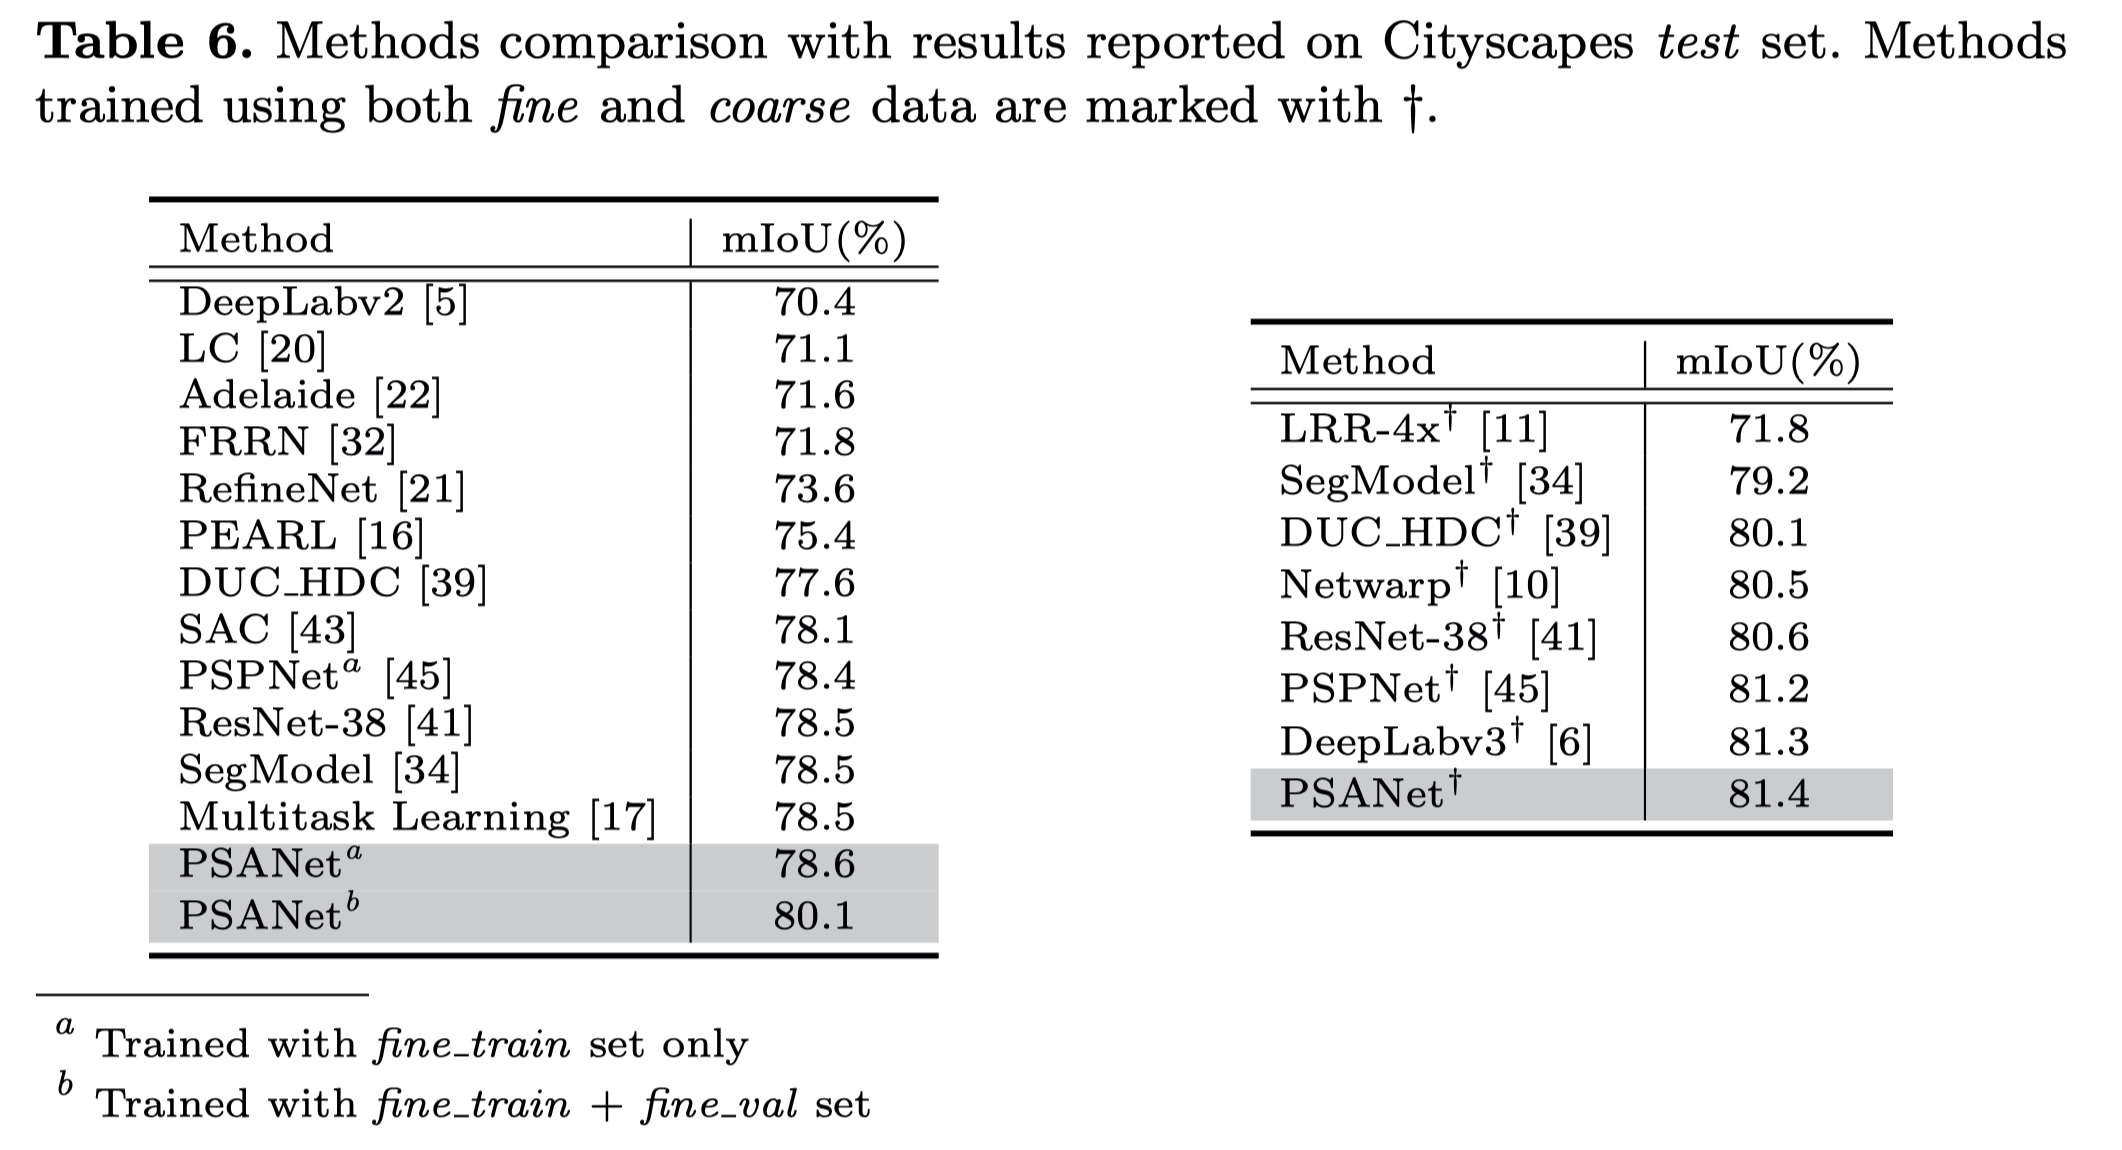 Table 6. Methods comparison with results reported on Cityscapes test set. Methods
trained using both fine and coarse data are marked with †.
Method mIoU(%)
DeepLabv2 [5] 70.4
LC [20] 71.1
Adelaide [22] 71.6
FRRN [32] 71.8
RefineNet [21] 73.6
PEARL [16] 75.4
DUC_HDC [39] 77.6
SAC [43] 78.1
PSPNet^a [45] 78.4
ResNet-38 [41] 78.5
SegModel [34] 78.5
Multitask Learning [17] 78.5
PSANet^a 78.6
PSANet^b 80.1
Method mIoU(%)
LRR-4x† [11] 71.8
SegModel† [34] 79.2
DUC_HDC† [39] 80.1
Netwarp† [10] 80.5
ResNet-38† [41] 80.6
PSPNet† [45] 81.2
DeepLabv3† [6] 81.3
PSANet† 81.4
a Trained with fine_train set only
b Trained with fine_train + fine_val set